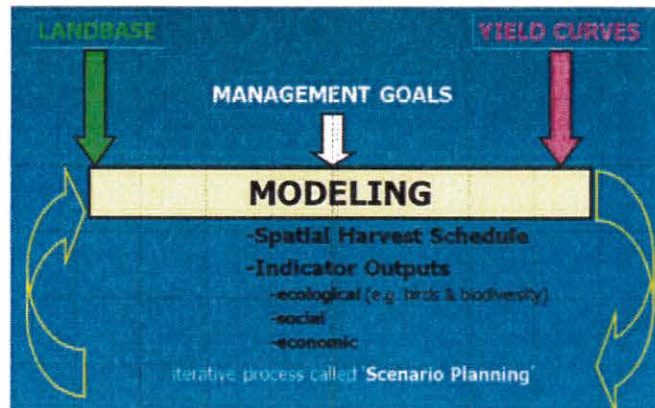 LANDBASE
YIELD CURVES
MANAGEMENT GOALS
MODELING
-Spatial Harvest Schedule
-Indicator Outputs
-ecological (e.g. birds & biodiversity)
-social
-economic
iterative process called 'Scenario Planning'